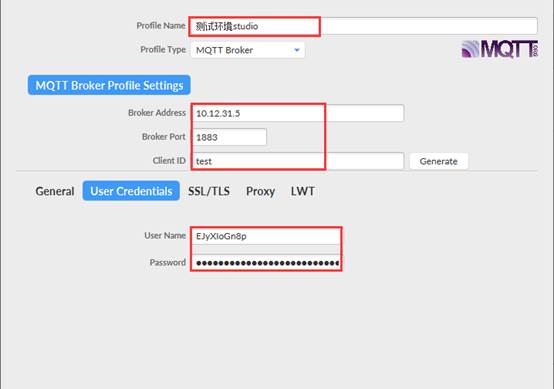 Profile Name 测试环境studio
Profile Type MQTT Broker
MQTT.ORG
MQTT Broker Profile Settings
Broker Address 10.12.31.5
Broker Port 1883
Client ID test Generate
General User Credentials SSL/TLS Proxy LWT
User Name EJyXIoGn8p
Password ●●●●●●●●●●●●●●●●●●●●●●●●●●